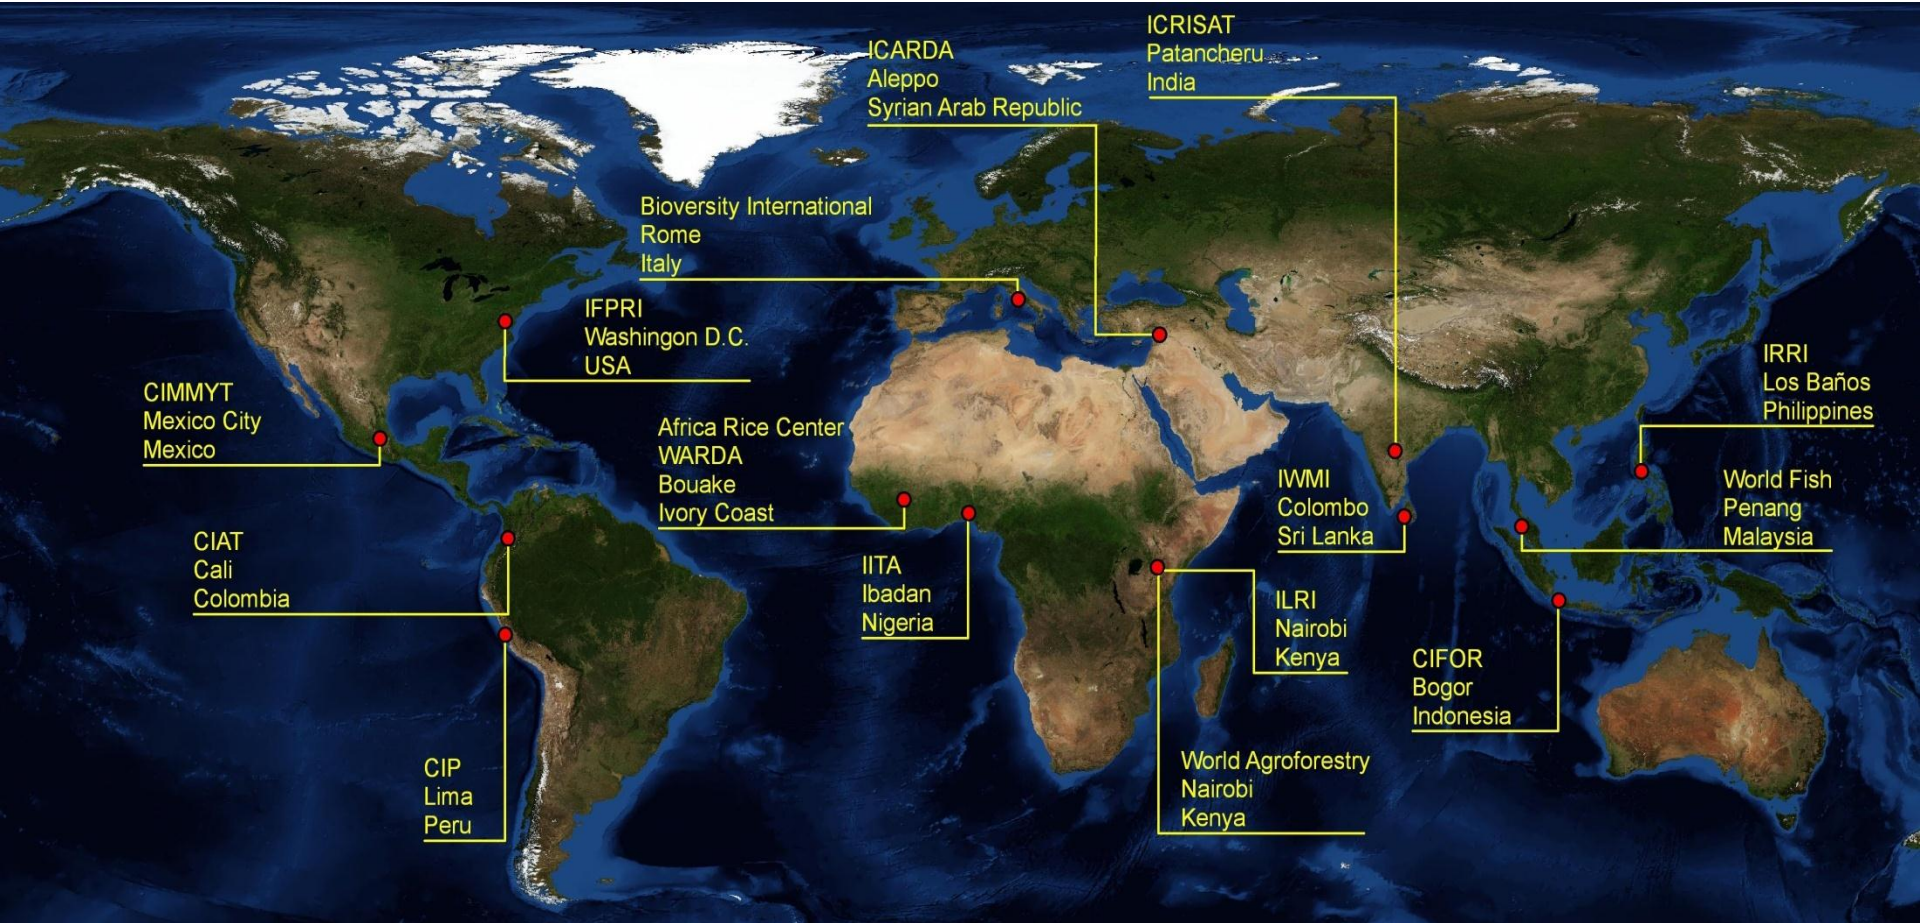 ICRISAT
Patancheru
India
ICARDA
Aleppo
Syrian Arab Republic
Bioversity International
Rome
Italy
IFPRI
Washingon D.C.
USA
IRRI
Los Baños
Philippines
CIMMYT
Mexico City
Mexico
Africa Rice Center
WARDA
Bouake
Ivory Coast
IWMI
Colombo
Sri Lanka
World Fish
Penang
Malaysia
CIAT
Cali
Colombia
IITA
Ibadan
Nigeria
ILRI
Nairobi
Kenya
CIFOR
Bogor
Indonesia
CIP
Lima
Peru
World Agroforestry
Nairobi
Kenya